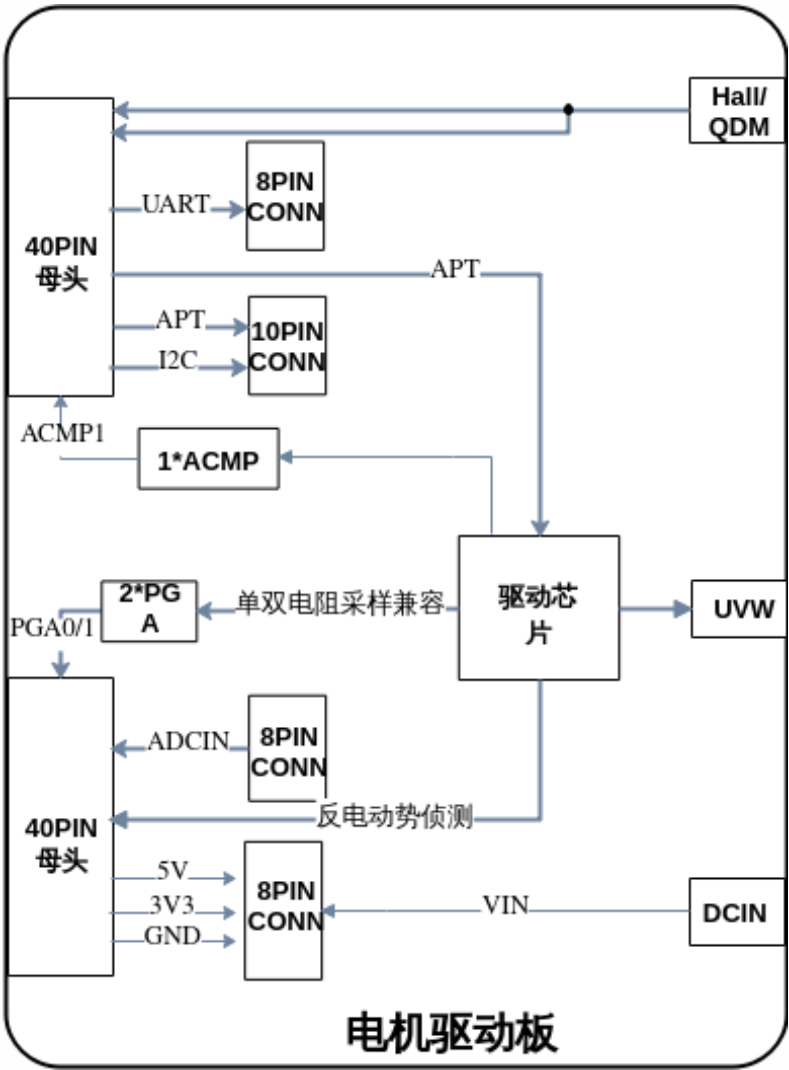 Hall/
QDM
8PIN
CONN
UART
40PIN
母头
APT
APT
10PIN
CONN
I2C
ACMP1
1*ACMP
2*PG
A
单双电阻采样兼容
驱动芯
片
UVW
PGA0/1
ADCIN
8PIN
CONN
反电动势侦测
40PIN
母头
5V
3V3
GND
8PIN
CONN
VIN
DCIN
电机驱动板